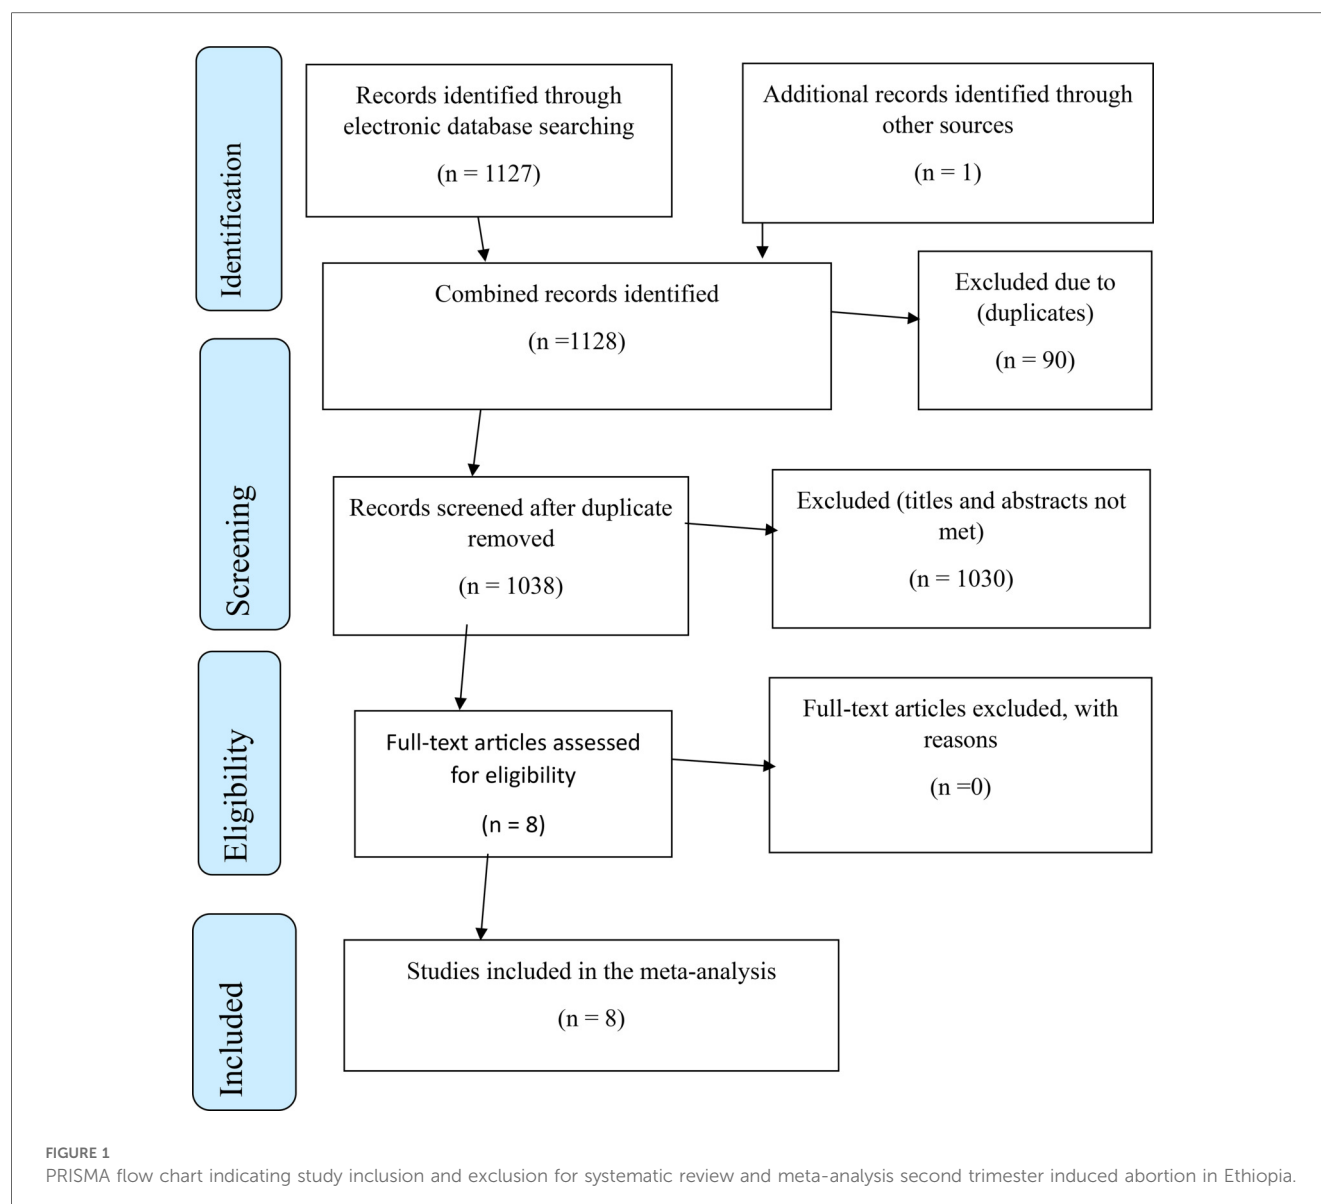 Identification
Records identified through
electronic database searching
(n = 1127)
Additional records identified through
other sources
(n = 1)
Combined records identified
(n =1128)
Excluded due to
(duplicates)
(n = 90)
Screening
Records screened after duplicate
removed
(n = 1038)
Excluded (titles and abstracts not
met)
(n = 1030)
Eligibility
Full-text articles assessed
for eligibility
(n = 8)
Full-text articles excluded, with
reasons
(n =0)
Included
Studies included in the meta-analysis
(n = 8)
FIGURE 1
PRISMA flow chart indicating study inclusion and exclusion for systematic review and meta-analysis second trimester induced abortion in Ethiopia.